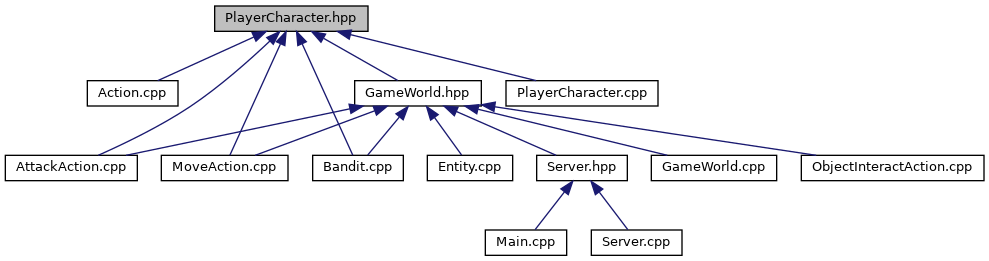 PlayerCharacter.hpp
Action.cpp
GameWorld.hpp
PlayerCharacter.cpp
AttackAction.cpp
MoveAction.cpp
Bandit.cpp
Entity.cpp
Server.hpp
GameWorld.cpp
ObjectInteractAction.cpp
Main.cpp
Server.cpp